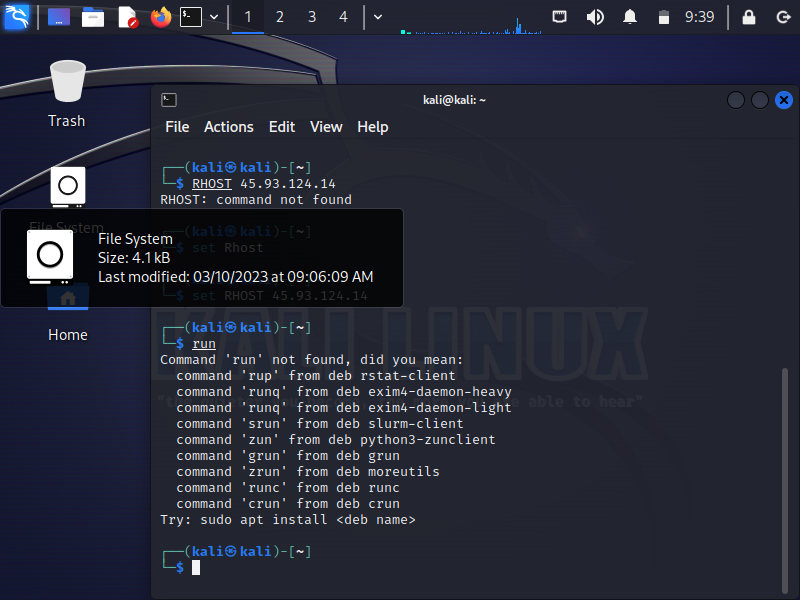 1 2 3 4 9:39
Trash
kali@kali: ~
File Actions Edit View Help
┌──(kali㉿kali)-[~]
└─$ RHOST 45.93.124.14
RHOST: command not found
File System
┌──(kali㉿kali)-[~]
└─$ set Rhost
File System
Size: 4.1 kB
Last modified: 03/10/2023 at 09:06:09 AM
└─$ set RHOST 45.93.124.14
Home
KALI LINUX
┌──(kali㉿kali)-[~]
└─$ run
Command 'run' not found, did you mean:
command 'rup' from deb rstat-client
command 'runq' from deb exim4-daemon-heavy
command 'runq' from deb exim4-daemon-light
able to hear"
command 'srun' from deb slurm-client
command 'zun' from deb python3-zunclient
command 'grun' from deb grun
command 'zrun' from deb moreutils
command 'runc' from deb runc
command 'crun' from deb crun
Try: sudo apt install <deb name>
┌──(kali㉿kali)-[~]
└─$